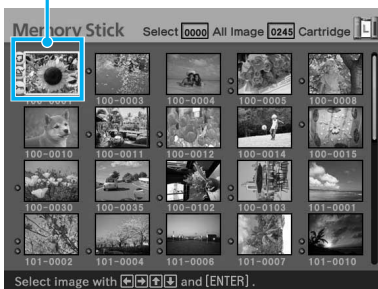 Memory Stick Select 0000 All Image 0245 Cartridge L
100-0001 100-0003 100-0004 100-0005 100-0008
100-0010 100-0011 100-0012 100-0014 100-0015
100-0030 100-0035 100-0102 100-0103 101-0001
101-0002 101-0004 101-0006 101-0007 101-0010
Select image with ←→↑↓ and [ENTER] .